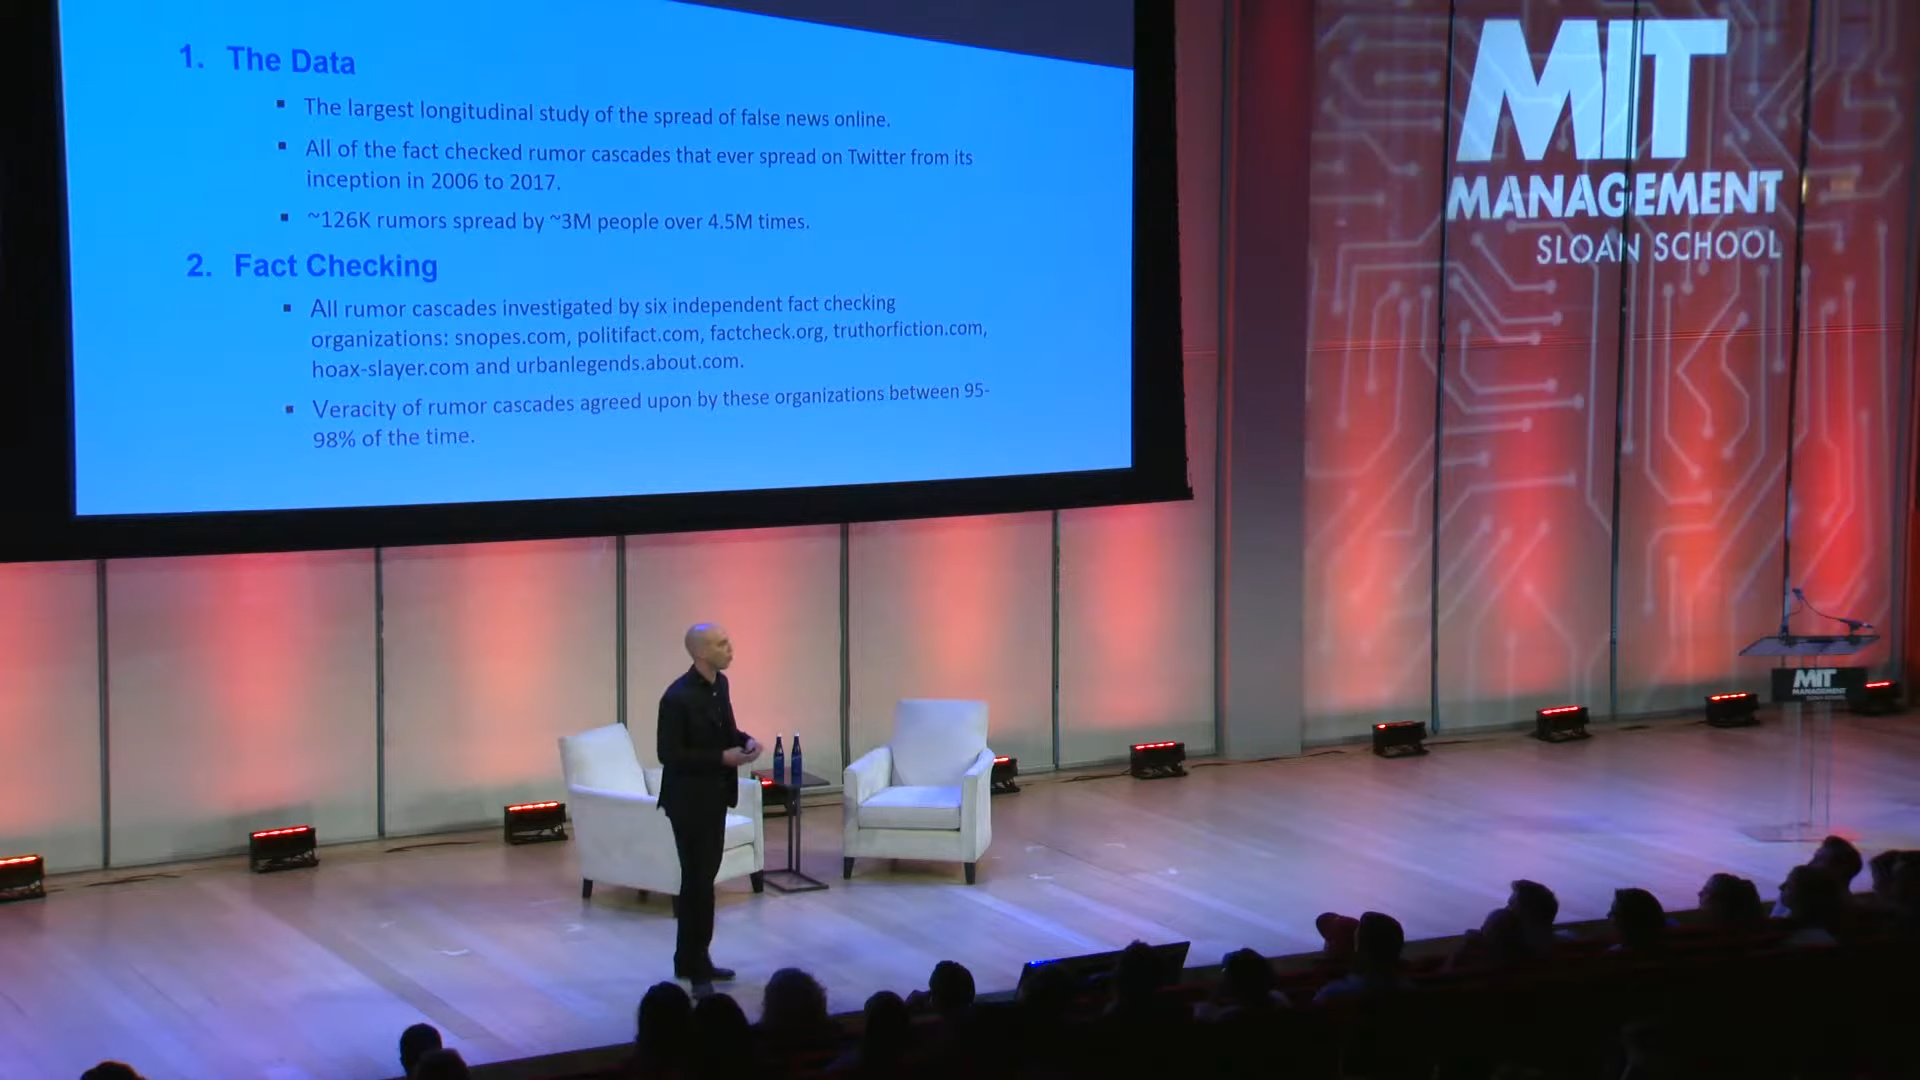 1. The Data
▪ The largest longitudinal study of the spread of false news online.
▪ All of the fact checked rumor cascades that ever spread on Twitter from its
inception in 2006 to 2017.
▪ ~126K rumors spread by ~3M people over 4.5M times.
2. Fact Checking
▪ All rumor cascades investigated by six independent fact checking
organizations: snopes.com, politifact.com, factcheck.org, truthorfiction.com,
hoax-slayer.com and urbanlegends.about.com.
▪ Veracity of rumor cascades agreed upon by these organizations between 95-
98% of the time.
MIT
MANAGEMENT
SLOAN SCHOOL
MIT
MANAGEMENT